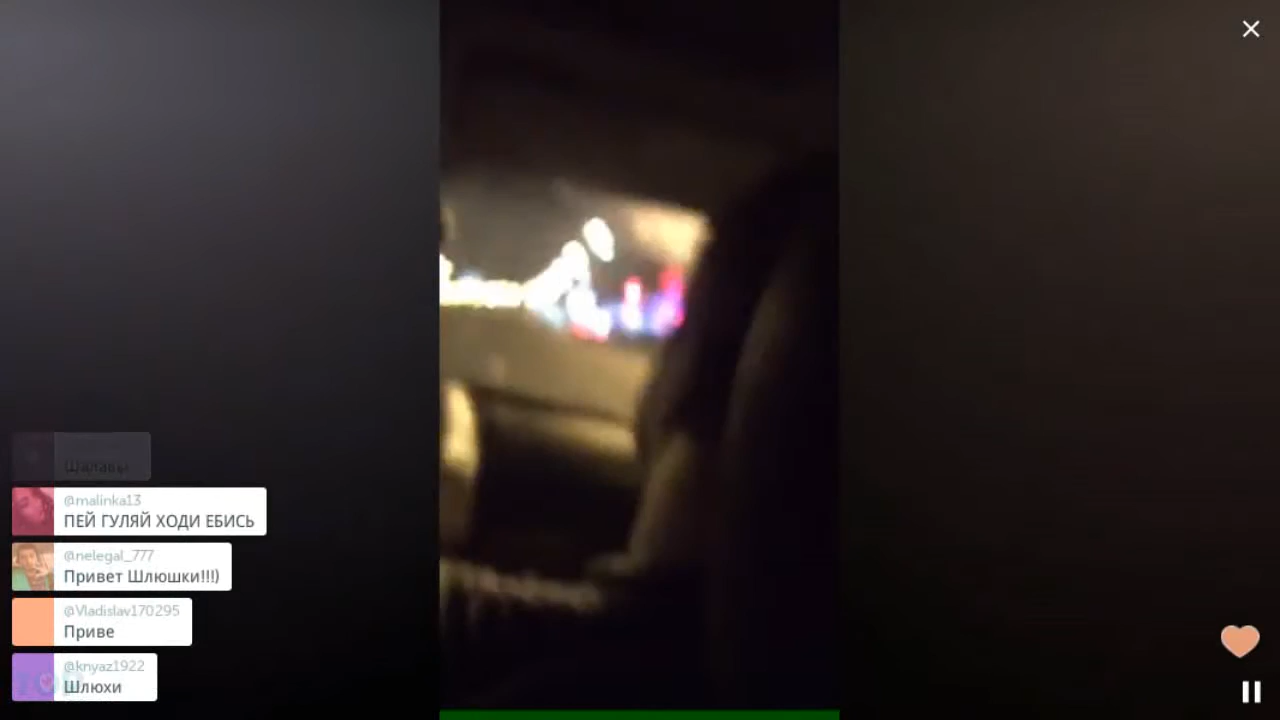 Шалавы
@malinka13
ПЕЙ ГУЛЯЙ ХОДИ ЕБИСЬ
@nelegal_777
Привет Шлюшки!!!)
@Vladislav170295
Приве
@knyaz1922
Шлюхи